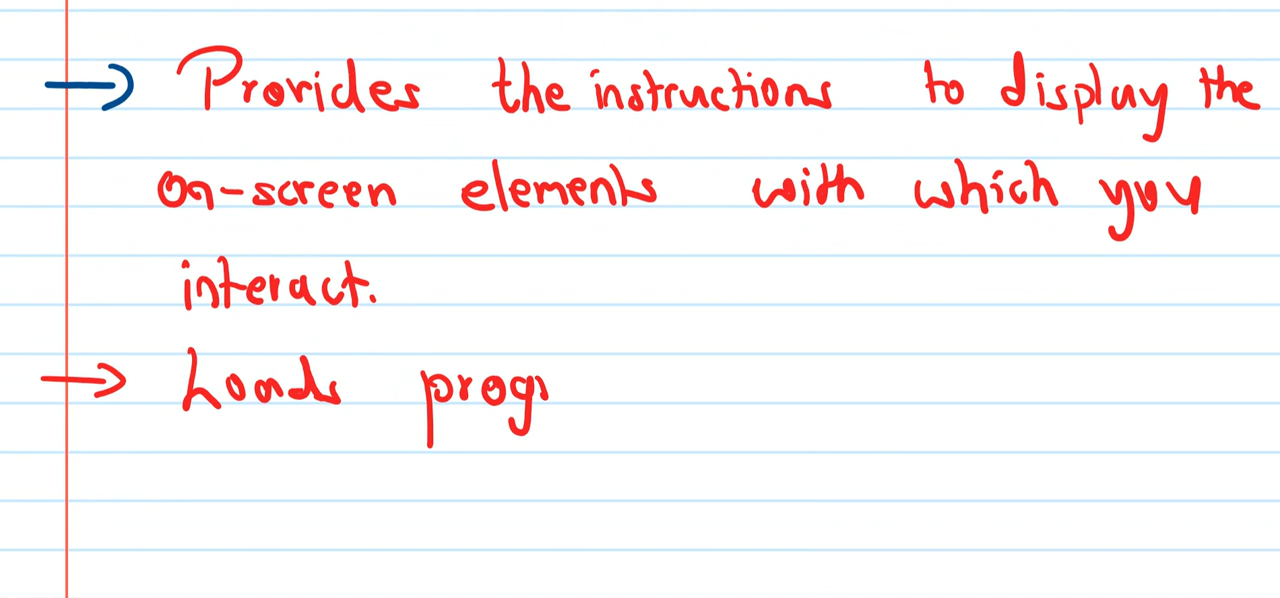 → Provides the instructions to display the
on-screen elements with which you
interact.
→ Loads prog